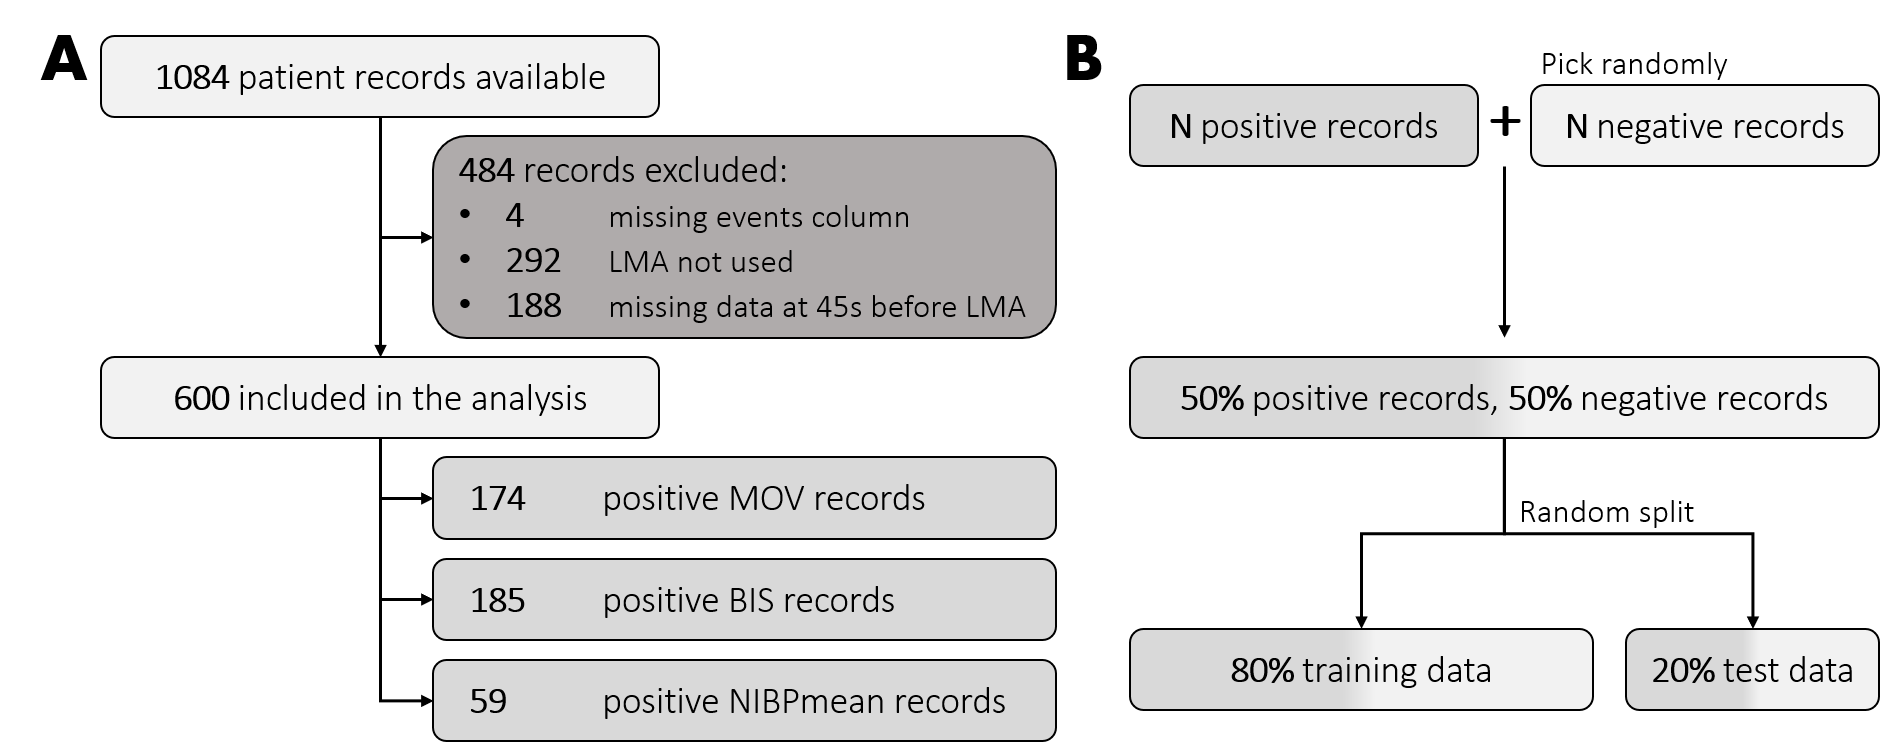 A
1084 patient records available
484 records excluded:
• 4 missing events column
• 292 LMA not used
• 188 missing data at 45s before LMA
600 included in the analysis
174 positive MOV records
185 positive BIS records
59 positive NIBPmean records
B
Pick randomly
N positive records + N negative records
50% positive records, 50% negative records
Random split
80% training data
20% test data